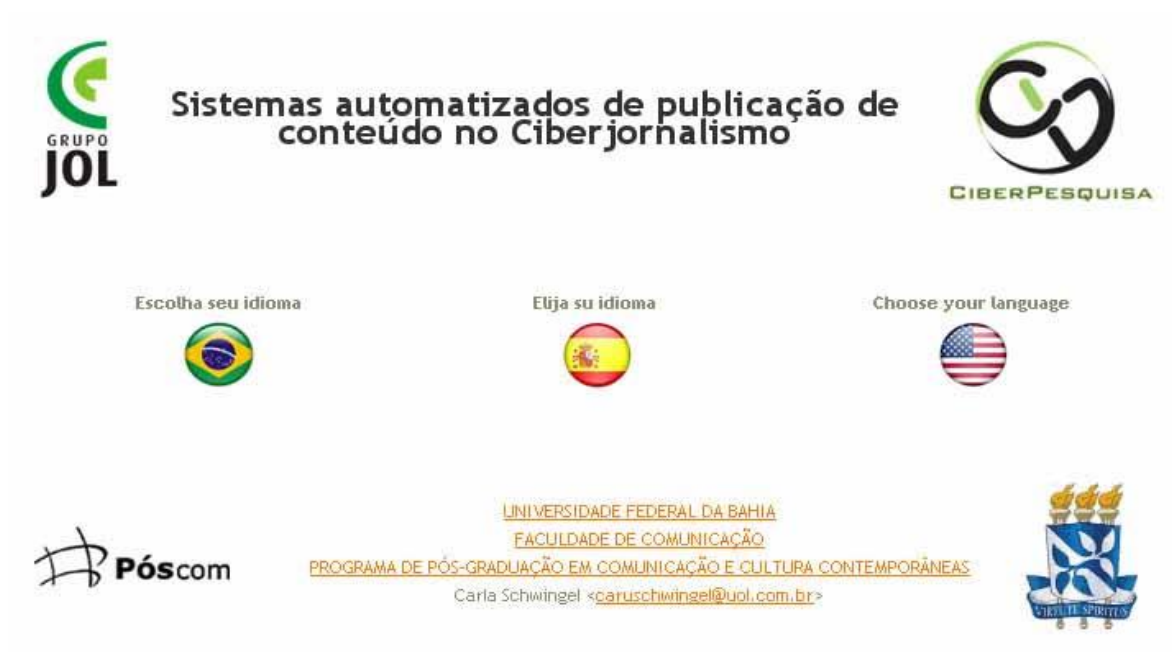 GRUPO
JOL
Sistemas automatizados de publicação de
conteúdo no Ciberjornalismo
CIBERPESQUISA
Escolha seu idioma
Elija su idioma
Choose your language
Póscom
UNIVERSIDADE FEDERAL DA BAHIA
FACULDADE DE COMUNICAÇÃO
PROGRAMA DE PÓS-GRADUAÇÃO EM COMUNICAÇÃO E CULTURA CONTEMPORÂNEAS
Carla Schwingel <caruschwingel@uol.com.br>
VIRTUTE SPIRITUS